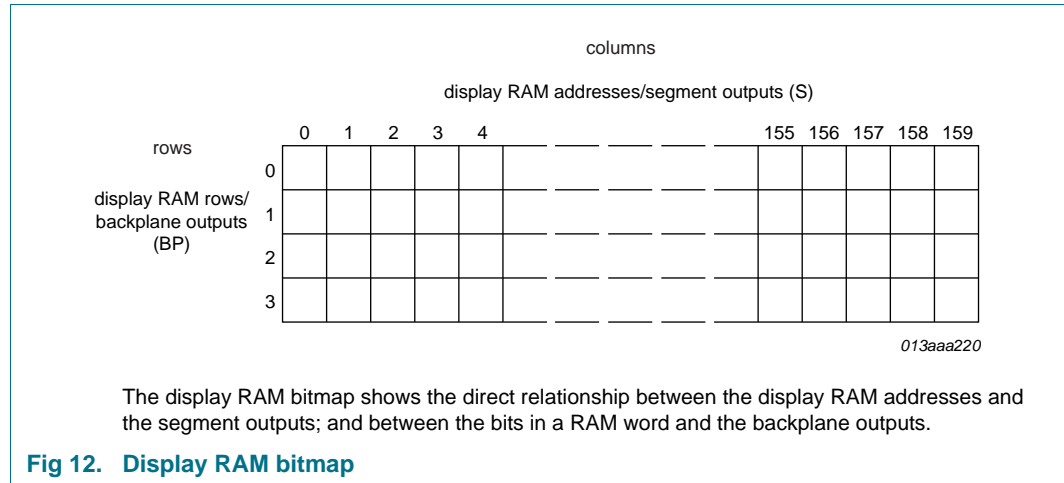 columns
display RAM addresses/segment outputs (S)
0 1 2 3 4 155 156 157 158 159
rows
0
display RAM rows/
backplane outputs
(BP)
1
2
3
013aaa220
The display RAM bitmap shows the direct relationship between the display RAM addresses and
the segment outputs; and between the bits in a RAM word and the backplane outputs.
Fig 12. Display RAM bitmap